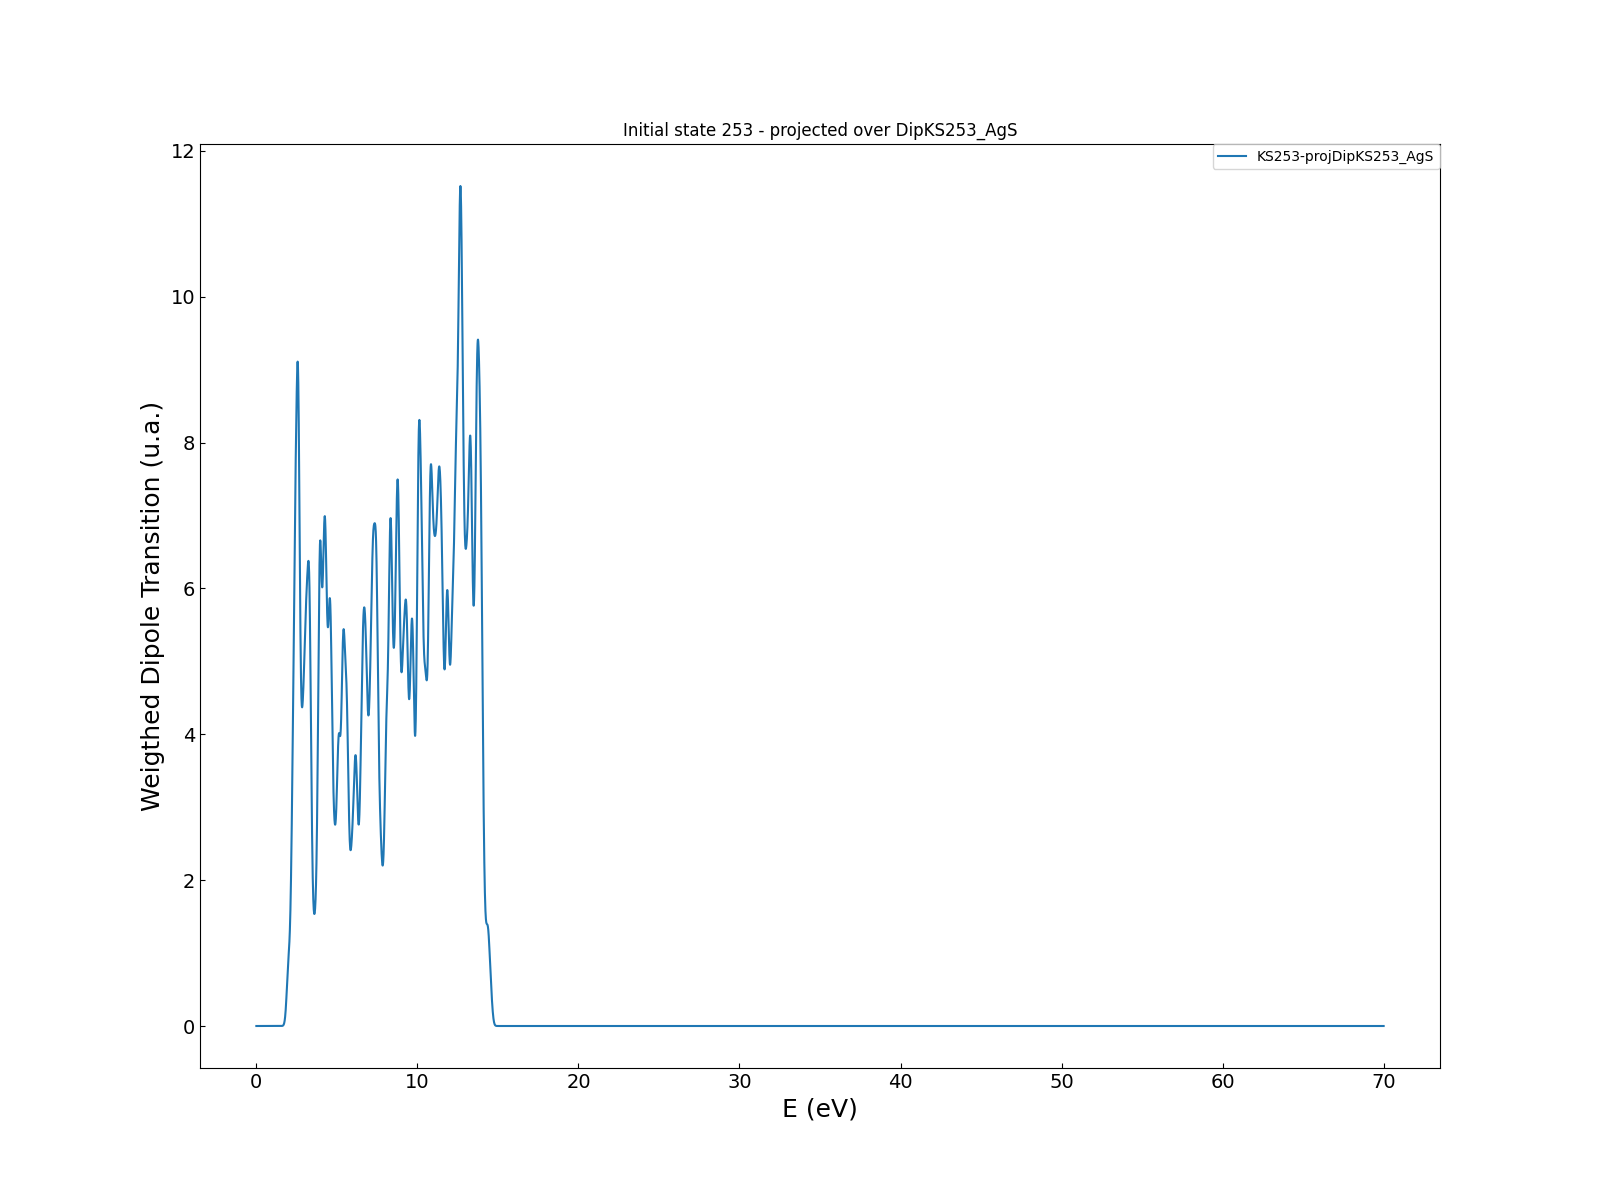 Initial state 253 - projected over DipKS253_AgS
KS253-projDipKS253_AgS
Weigthed Dipole Transition (u.a.)
12
10
8
6
4
2
0
0 10 20 30 40 50 60 70
E (eV)